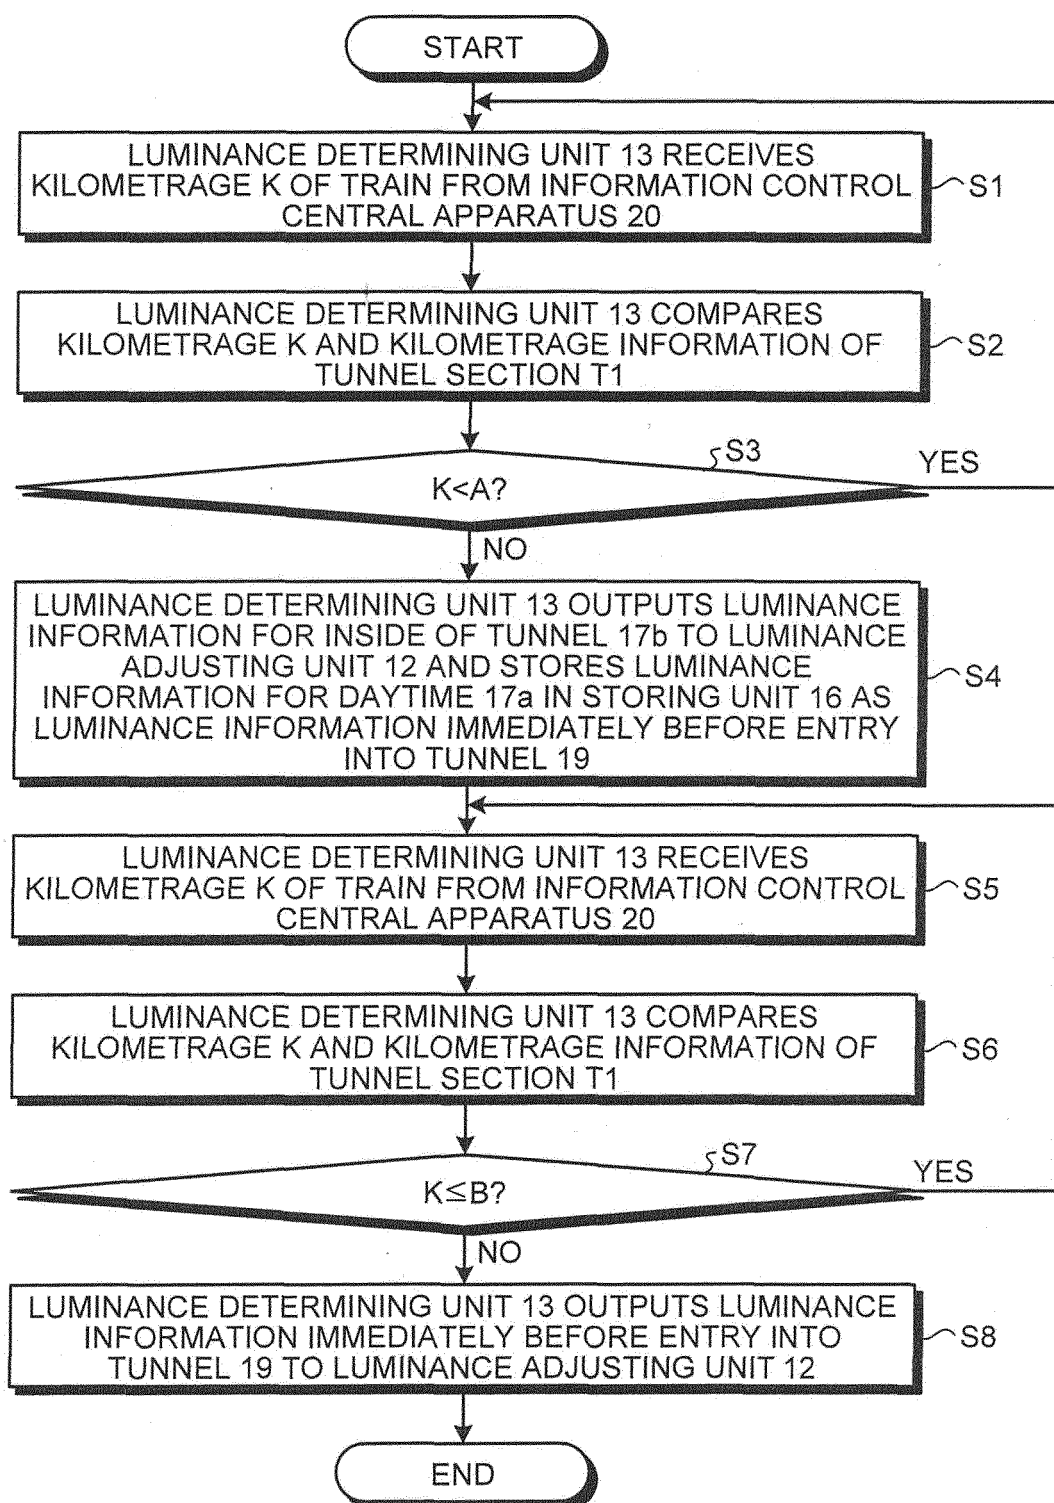 START
LUMINANCE DETERMINING UNIT 13 RECEIVES
KILOMETRAGE K OF TRAIN FROM INFORMATION CONTROL
CENTRAL APPARATUS 20
S1
LUMINANCE DETERMINING UNIT 13 COMPARES
KILOMETRAGE K AND KILOMETRAGE INFORMATION OF
TUNNEL SECTION T1
S2
S3
K<A?
YES
NO
LUMINANCE DETERMINING UNIT 13 OUTPUTS LUMINANCE
INFORMATION FOR INSIDE OF TUNNEL 17b TO LUMINANCE
ADJUSTING UNIT 12 AND STORES LUMINANCE
INFORMATION FOR DAYTIME 17a IN STORING UNIT 16 AS
LUMINANCE INFORMATION IMMEDIATELY BEFORE ENTRY
INTO TUNNEL 19
S4
LUMINANCE DETERMINING UNIT 13 RECEIVES
KILOMETRAGE K OF TRAIN FROM INFORMATION CONTROL
CENTRAL APPARATUS 20
S5
LUMINANCE DETERMINING UNIT 13 COMPARES
KILOMETRAGE K AND KILOMETRAGE INFORMATION OF
TUNNEL SECTION T1
S6
S7
K≤B?
YES
NO
LUMINANCE DETERMINING UNIT 13 OUTPUTS LUMINANCE
INFORMATION IMMEDIATELY BEFORE ENTRY INTO
TUNNEL 19 TO LUMINANCE ADJUSTING UNIT 12
S8
END